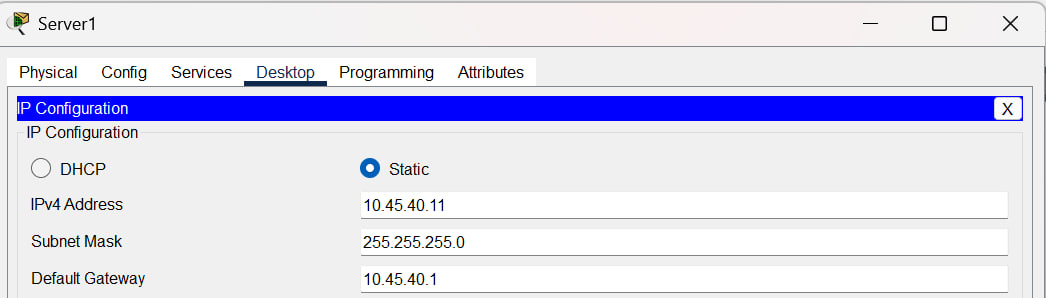 Server1
Physical Config Services Desktop Programming Attributes
IP Configuration X
IP Configuration
DHCP Static
IPv4 Address 10.45.40.11
Subnet Mask 255.255.255.0
Default Gateway 10.45.40.1